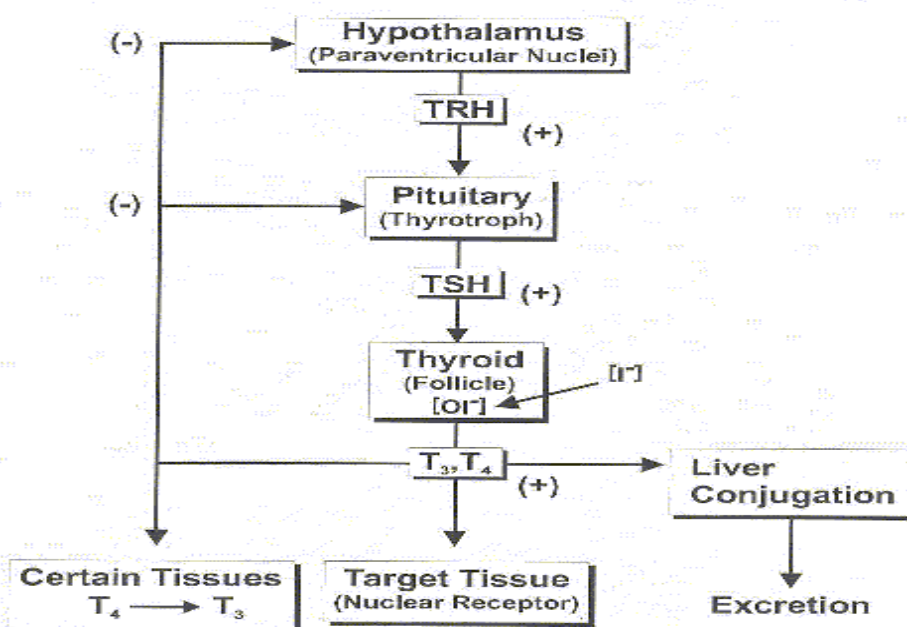 Hypothalamus
(Paraventricular Nuclei)
(-)
TRH
(+)
Pituitary
(Thyrotroph)
(-)
TSH
(+)
Thyroid
(Follicle)
[OI⁻]
[I⁻]
T₃, T₄
(+)
Liver
Conjugation
Certain Tissues
T₄ → T₃
Target Tissue
(Nuclear Receptor)
Excretion